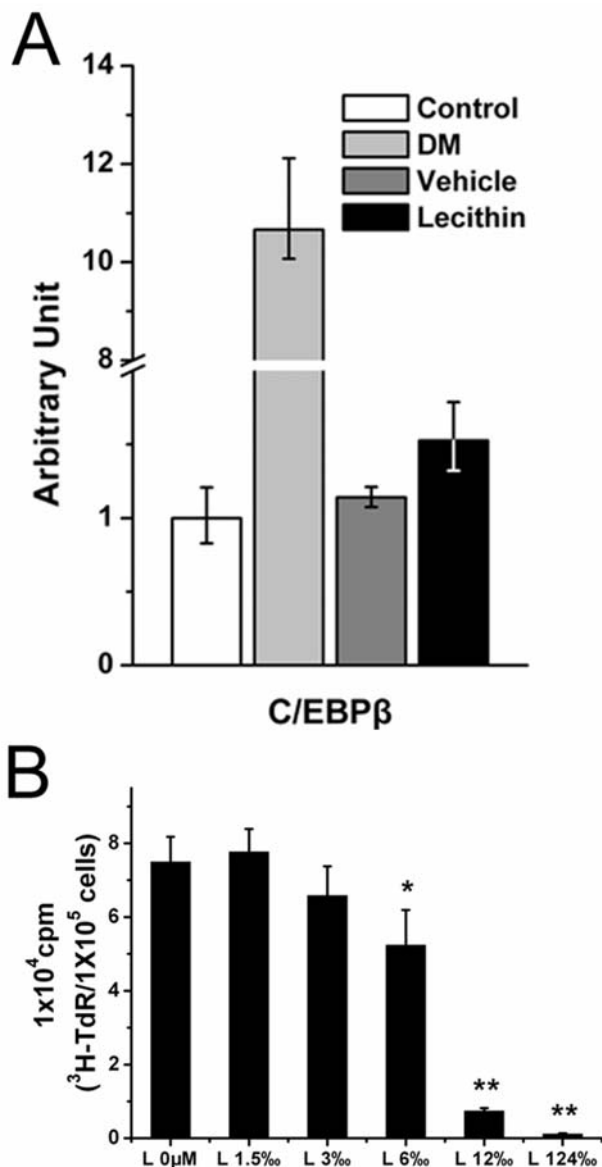 A
14
12
10
8
1
0
Arbitrary Unit
Control
DM
Vehicle
Lecithin
C/EBPβ
B
8
6
4
2
0
1x10⁴cpm
(³H-TdR/1X10⁵ cells)
*
**
**
L 0µM L 1.5‰ L 3‰ L 6‰ L 12‰ L 124‰